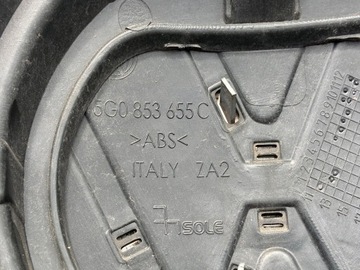 5G0 853 655 C
>ABS<
ITALY ZA2
ISOLE